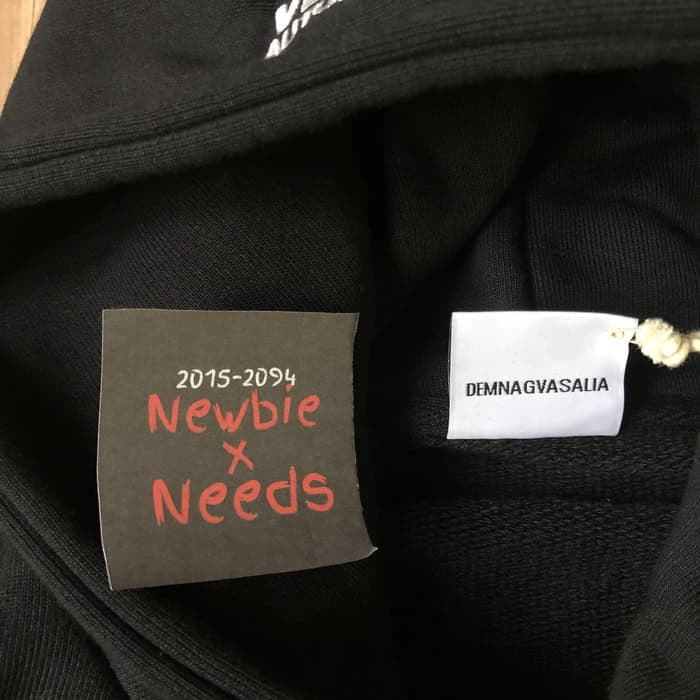 2015-2094
Newbie
x
Needs
DEMNAGVASALIA